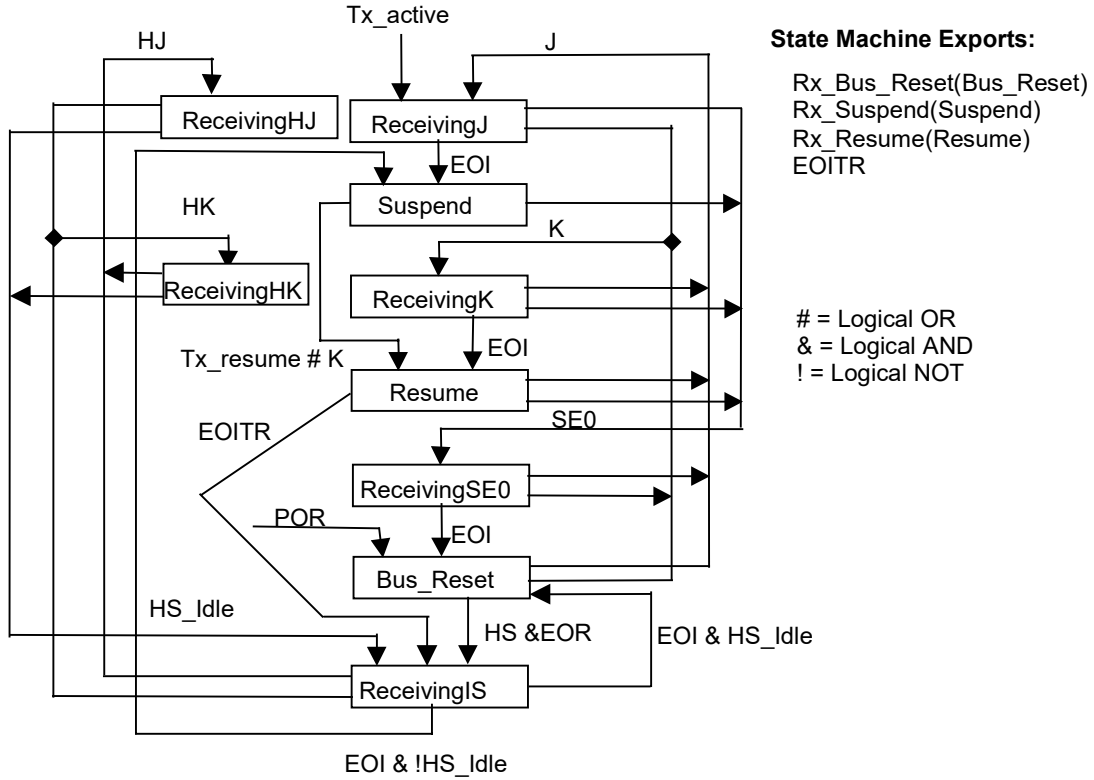 Tx_active
HJ
J
State Machine Exports:
Rx_Bus_Reset(Bus_Reset)
Rx_Suspend(Suspend)
Rx_Resume(Resume)
EOITR
ReceivingHJ
ReceivingJ
EOI
Suspend
HK
K
ReceivingHK
ReceivingK
# = Logical OR
& = Logical AND
! = Logical NOT
Tx_resume # K
EOI
Resume
SE0
EOITR
ReceivingSE0
POR
EOI
Bus_Reset
HS_Idle
HS &EOR
EOI & HS_Idle
ReceivingIS
EOI & !HS_Idle